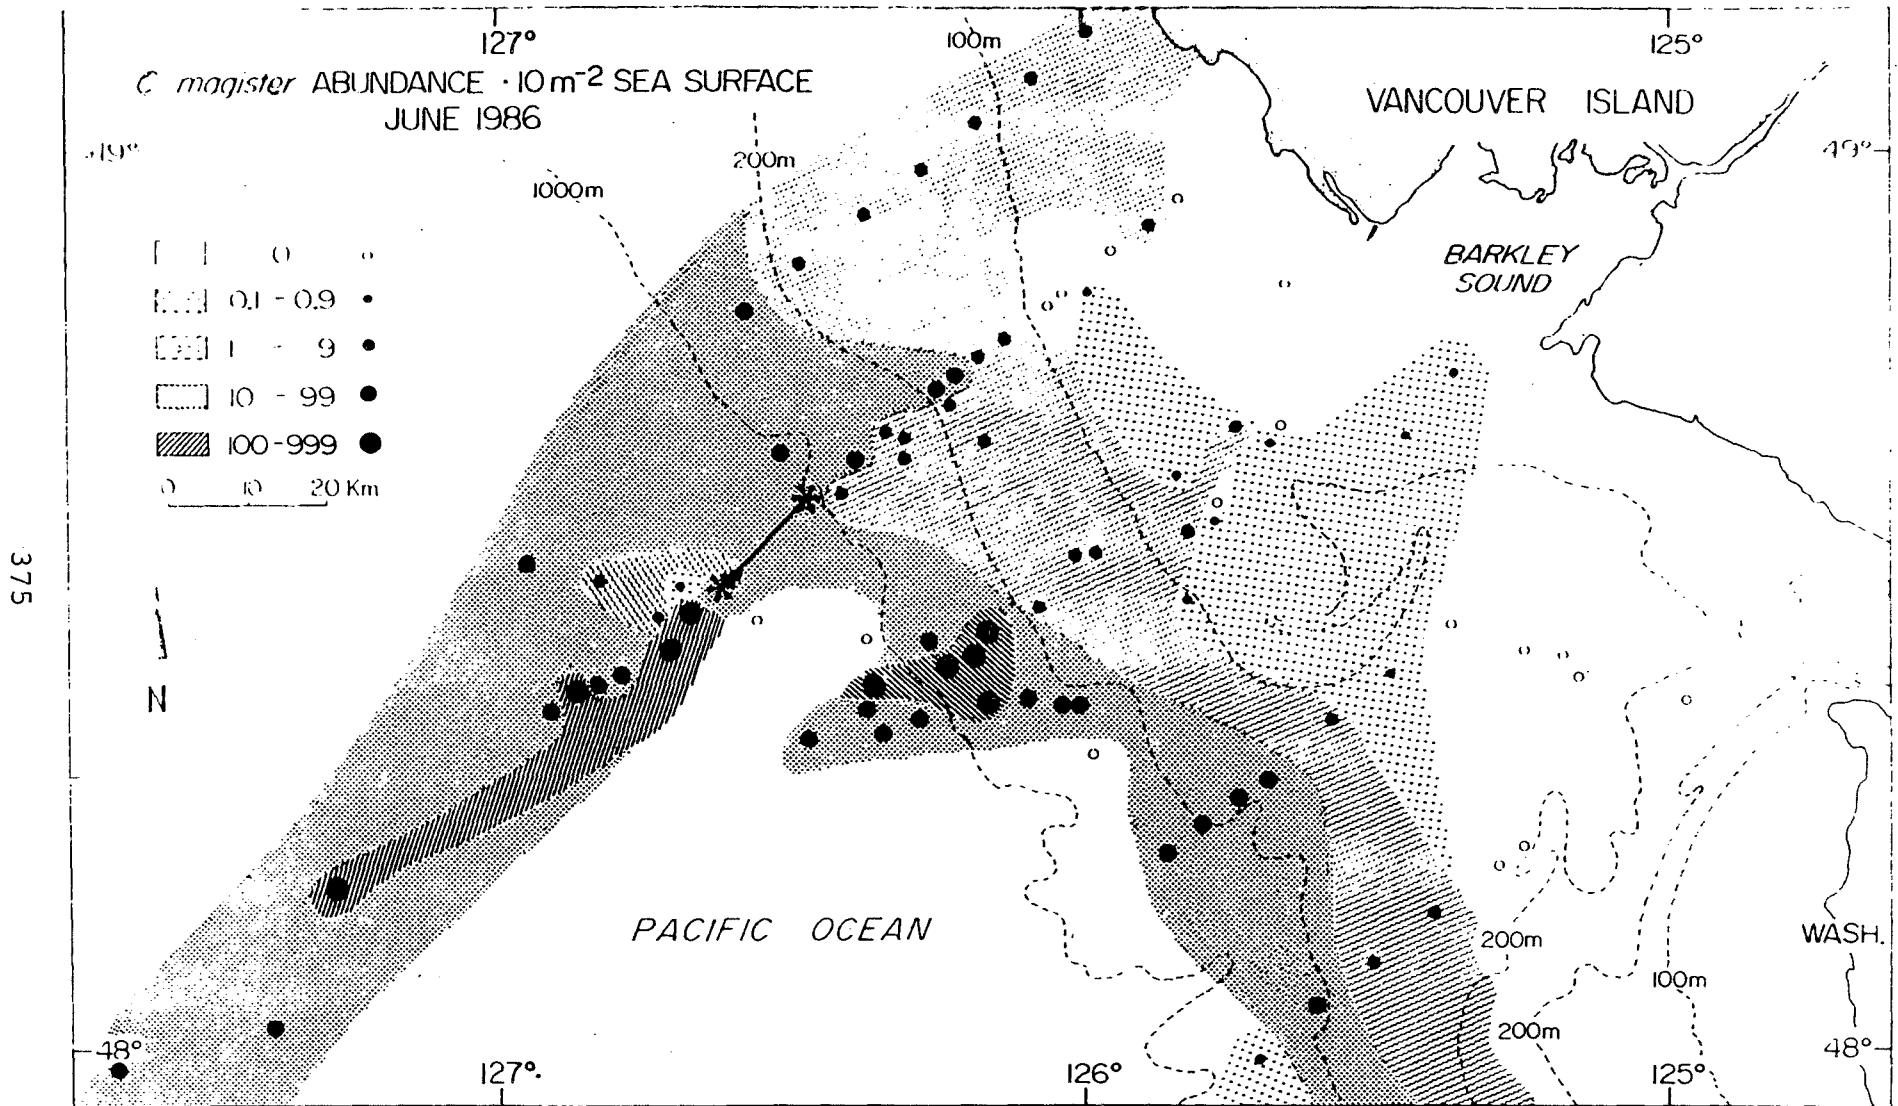 127°
100m
125°
C magister ABUNDANCE · 10 m⁻² SEA SURFACE
JUNE 1986
VANCOUVER ISLAND
49°
200m
49°
1000m
BARKLEY
SOUND
0
0.1 - 0.9
1 - 9
10 - 99
100-999
0 10 20 Km
375
N
PACIFIC OCEAN
200m
WASH.
100m
200m
48°
48°
127°
126°
125°